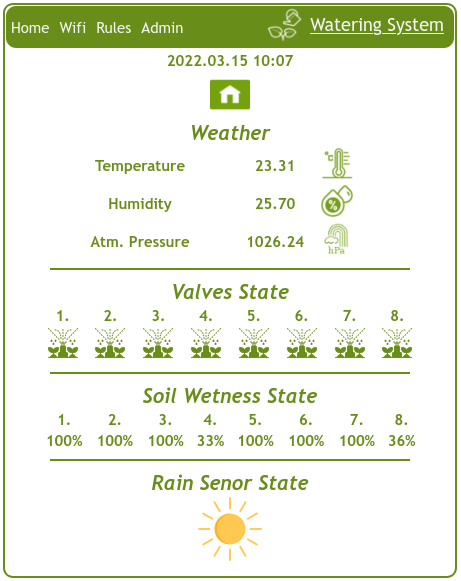 Home Wifi Rules Admin Watering System
2022.03.15 10:07
Weather
°C
Temperature 23.31
Humidity 25.70 %
Atm. Pressure 1026.24
hPa
Valves State
1. 2. 3. 4. 5. 6. 7. 8.
Soil Wetness State
1. 2. 3. 4. 5. 6. 7. 8.
100% 100% 100% 33% 100% 100% 100% 36%
Rain Senor State